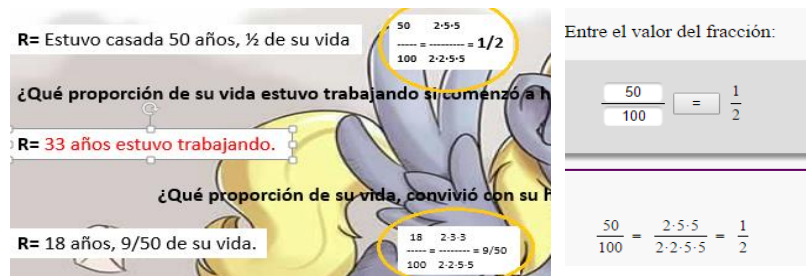 R= Estuvo casada 50 años, ½ de su vida
50 2·5·5
----- = --------- = 1/2
100 2·2·5·5
¿Qué proporción de su vida estuvo trabajando si comenzó a h
R= 33 años estuvo trabajando.
¿Qué proporción de su vida, convivió con su h
R= 18 años, 9/50 de su vida.
18 2·3·3
----- = --------- = 9/50
100 2·2·5·5
Entre el valor del fracción:
50 1
= 
100 2
50 2·5·5 1
— = — = —
100 2·2·5·5 2